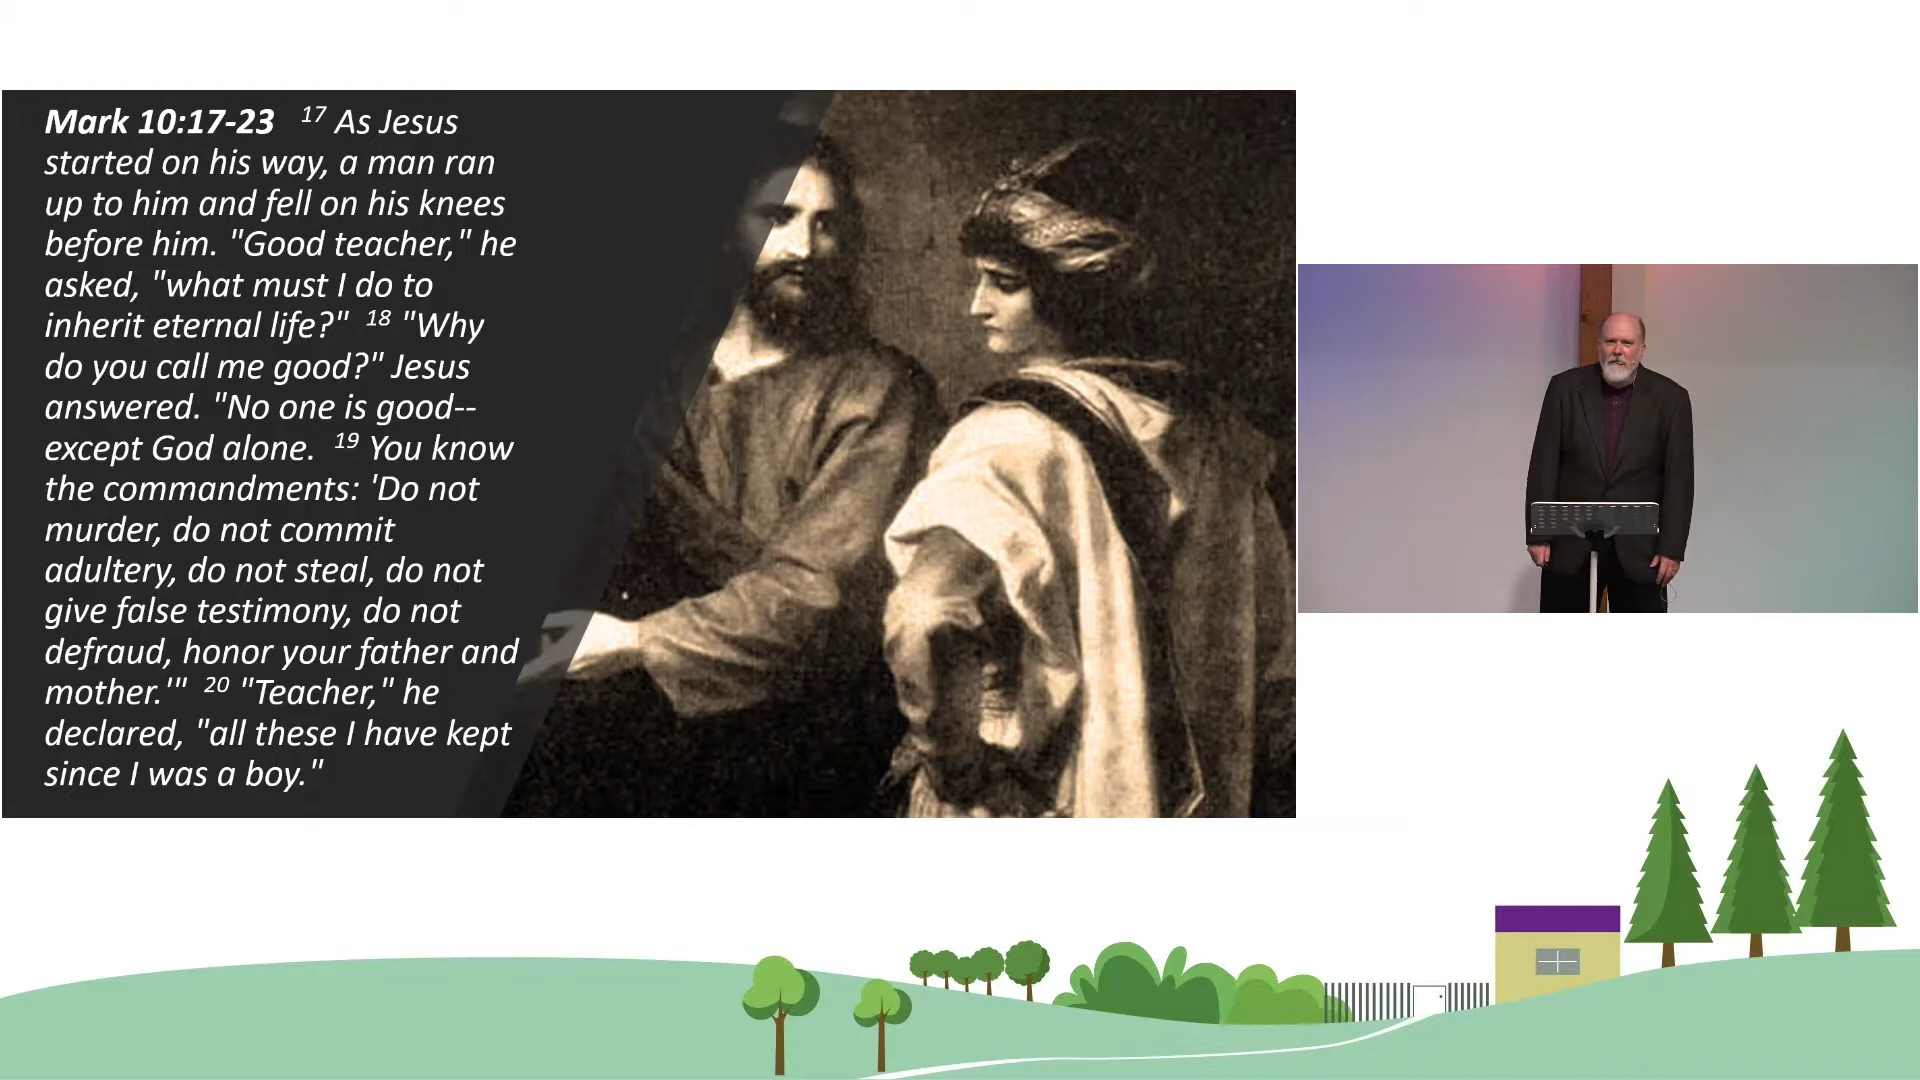 Mark 10:17-23 17 As Jesus
started on his way, a man ran
up to him and fell on his knees
before him. "Good teacher," he
asked, "what must I do to
inherit eternal life?" 18 "Why
do you call me good?" Jesus
answered. "No one is good--
except God alone. 19 You know
the commandments: 'Do not
murder, do not commit
adultery, do not steal, do not
give false testimony, do not
defraud, honor your father and
mother.'" 20 "Teacher," he
declared, "all these I have kept
since I was a boy."